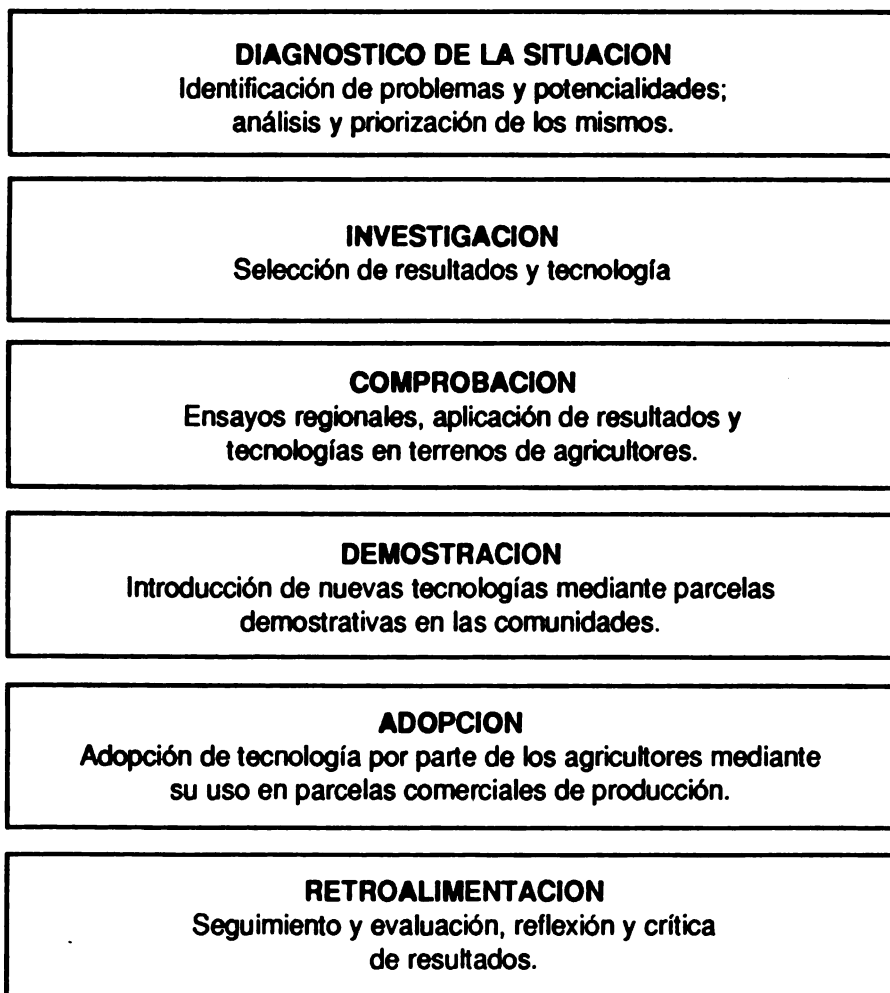 DIAGNOSTICO DE LA SITUACION
Identificación de problemas y potencialidades;
análisis y priorización de los mismos.
INVESTIGACION
Selección de resultados y tecnología
COMPROBACION
Ensayos regionales, aplicación de resultados y
tecnologías en terrenos de agricultores.
DEMOSTRACION
Introducción de nuevas tecnologías mediante parcelas
demostrativas en las comunidades.
ADOPCION
Adopción de tecnología por parte de los agricultores mediante
su uso en parcelas comerciales de producción.
RETROALIMENTACION
Seguimiento y evaluación, reflexión y crítica
de resultados.